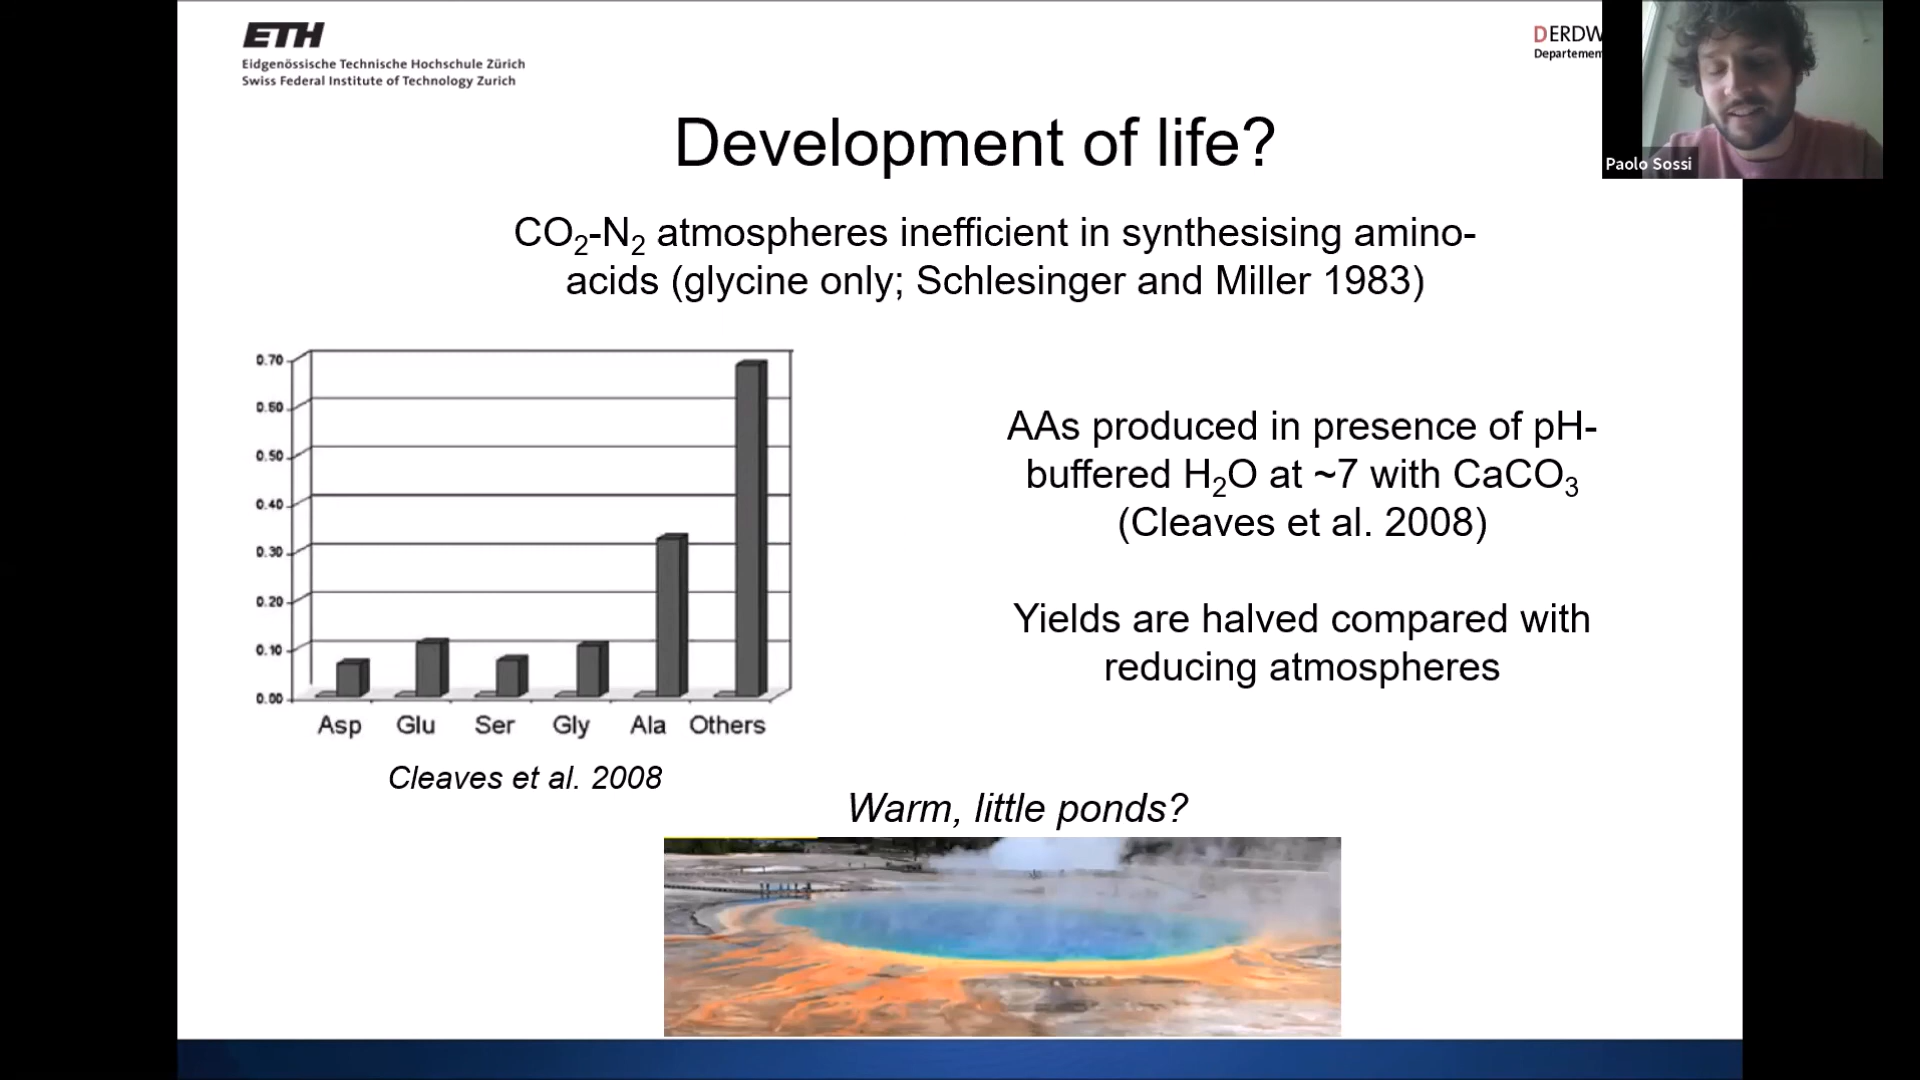 ETH
Eidgenössische Technische Hochschule Zürich
Swiss Federal Institute of Technology Zurich
DERDW
Departemen
Paolo Sossi
Development of life?
CO₂-N₂ atmospheres inefficient in synthesising amino-
acids (glycine only; Schlesinger and Miller 1983)
0.70
0.60
0.50
0.40
0.30
0.20
0.10
0.00
Asp Glu Ser Gly Ala Others
Cleaves et al. 2008
AAs produced in presence of pH-
buffered H₂O at ~7 with CaCO₃
(Cleaves et al. 2008)
Yields are halved compared with
reducing atmospheres
Warm, little ponds?